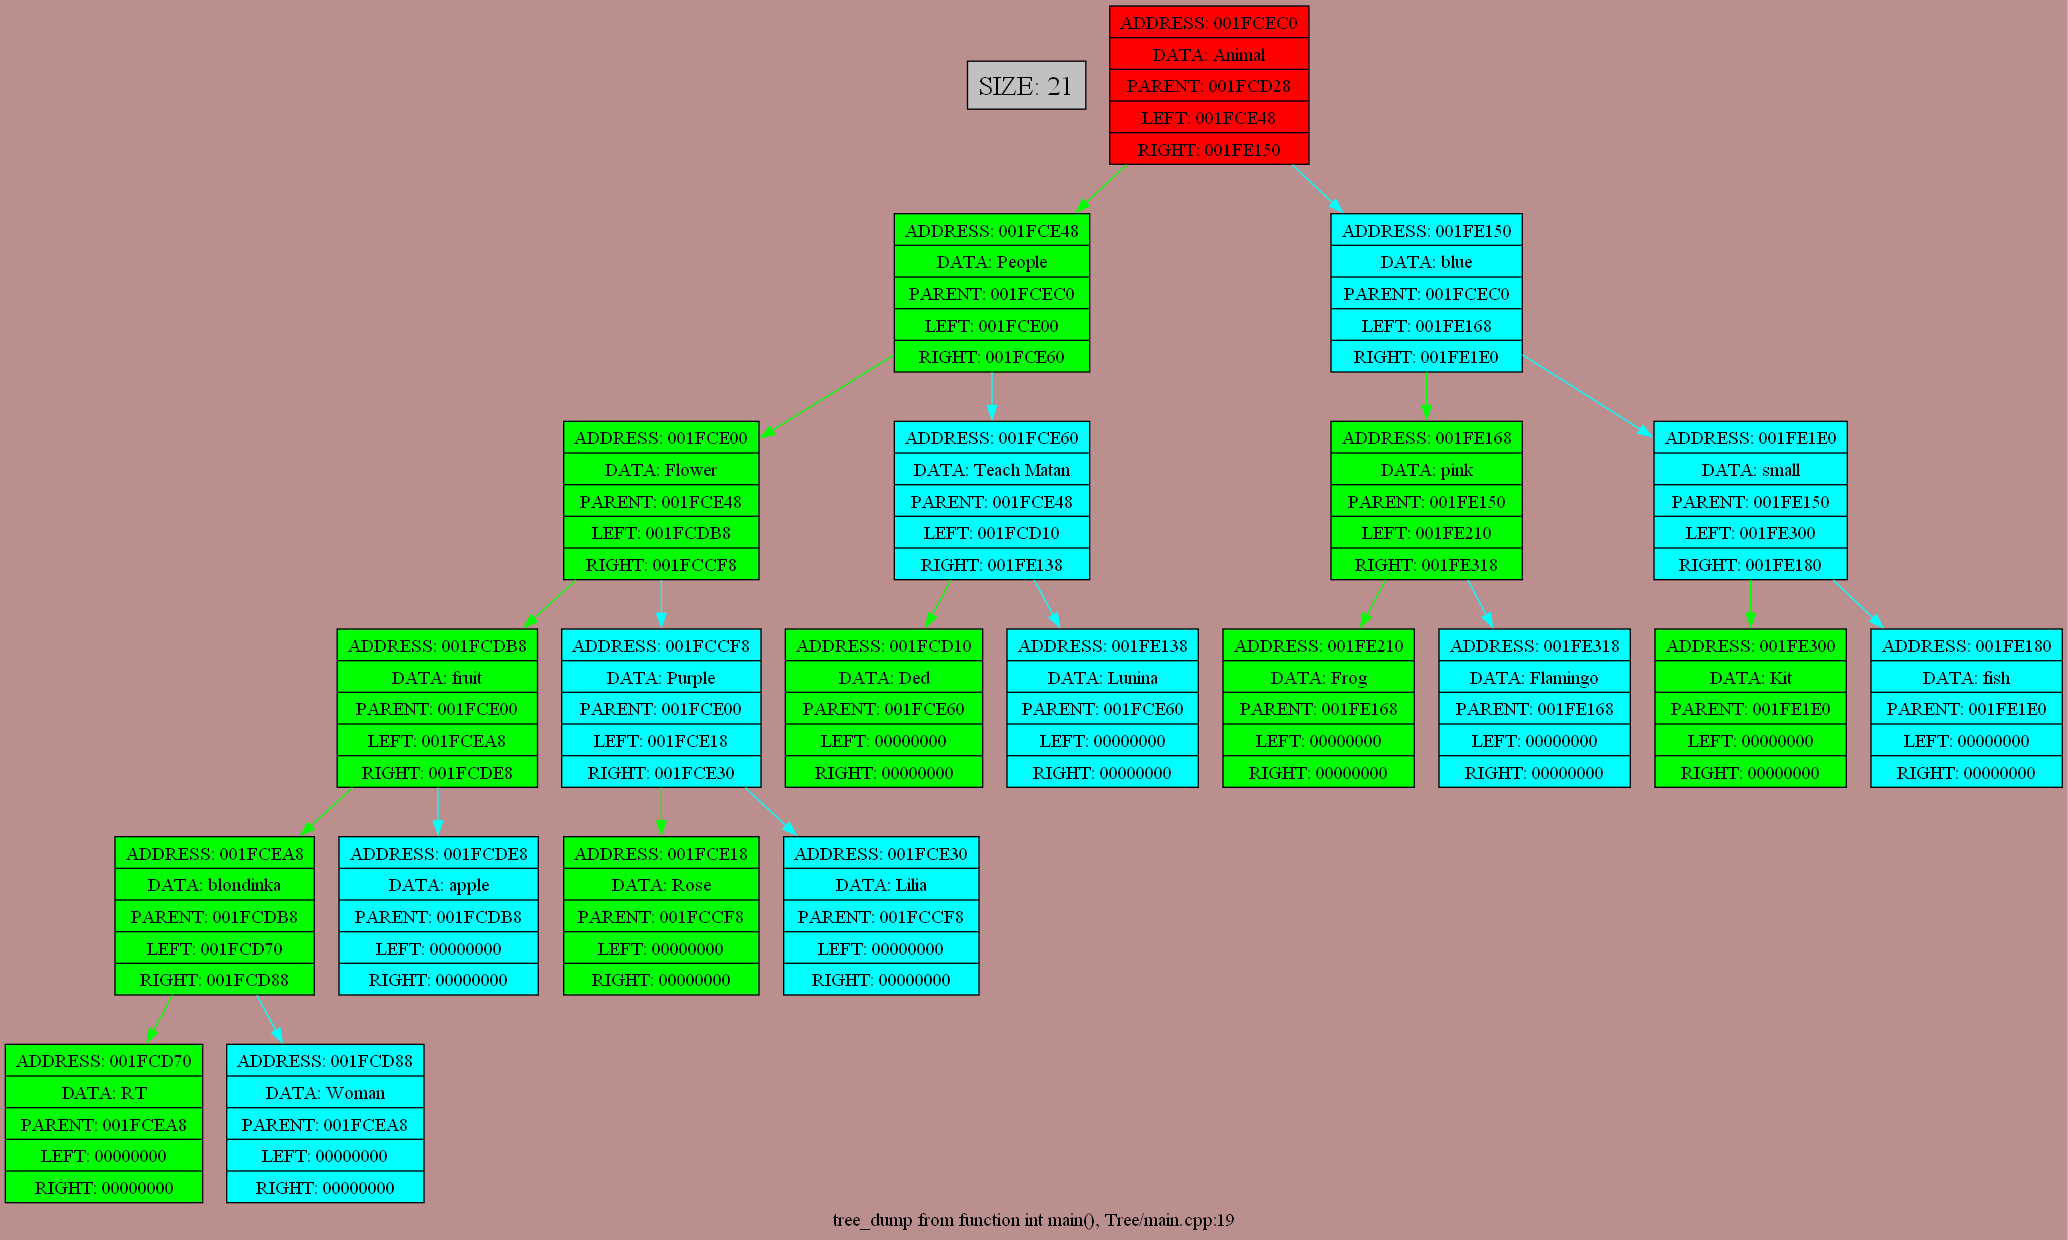 SIZE: 21
ADDRESS: 001FCEC0
DATA: Animal
PARENT: 001FCD28
LEFT: 001FCE48
RIGHT: 001FE150
ADDRESS: 001FCE48
DATA: People
PARENT: 001FCEC0
LEFT: 001FCE00
RIGHT: 001FCE60
ADDRESS: 001FE150
DATA: blue
PARENT: 001FCEC0
LEFT: 001FE168
RIGHT: 001FE1E0
ADDRESS: 001FCE00
DATA: Flower
PARENT: 001FCE48
LEFT: 001FCDB8
RIGHT: 001FCCF8
ADDRESS: 001FCE60
DATA: Teach Matan
PARENT: 001FCE48
LEFT: 001FCD10
RIGHT: 001FE138
ADDRESS: 001FE168
DATA: pink
PARENT: 001FE150
LEFT: 001FE210
RIGHT: 001FE318
ADDRESS: 001FE1E0
DATA: small
PARENT: 001FE150
LEFT: 001FE300
RIGHT: 001FE180
ADDRESS: 001FCDB8
DATA: fruit
PARENT: 001FCE00
LEFT: 001FCEA8
RIGHT: 001FCDE8
ADDRESS: 001FCCF8
DATA: Purple
PARENT: 001FCE00
LEFT: 001FCE18
RIGHT: 001FCE30
ADDRESS: 001FCD10
DATA: Ded
PARENT: 001FCE60
LEFT: 00000000
RIGHT: 00000000
ADDRESS: 001FE138
DATA: Lunina
PARENT: 001FCE60
LEFT: 00000000
RIGHT: 00000000
ADDRESS: 001FE210
DATA: Frog
PARENT: 001FE168
LEFT: 00000000
RIGHT: 00000000
ADDRESS: 001FE318
DATA: Flamingo
PARENT: 001FE168
LEFT: 00000000
RIGHT: 00000000
ADDRESS: 001FE300
DATA: Kit
PARENT: 001FE1E0
LEFT: 00000000
RIGHT: 00000000
ADDRESS: 001FE180
DATA: fish
PARENT: 001FE1E0
LEFT: 00000000
RIGHT: 00000000
ADDRESS: 001FCEA8
DATA: blondinka
PARENT: 001FCDB8
LEFT: 001FCD70
RIGHT: 001FCD88
ADDRESS: 001FCDE8
DATA: apple
PARENT: 001FCDB8
LEFT: 00000000
RIGHT: 00000000
ADDRESS: 001FCE18
DATA: Rose
PARENT: 001FCCF8
LEFT: 00000000
RIGHT: 00000000
ADDRESS: 001FCE30
DATA: Lilia
PARENT: 001FCCF8
LEFT: 00000000
RIGHT: 00000000
ADDRESS: 001FCD70
DATA: RT
PARENT: 001FCEA8
LEFT: 00000000
RIGHT: 00000000
ADDRESS: 001FCD88
DATA: Woman
PARENT: 001FCEA8
LEFT: 00000000
RIGHT: 00000000
tree_dump from function int main(), Tree/main.cpp:19